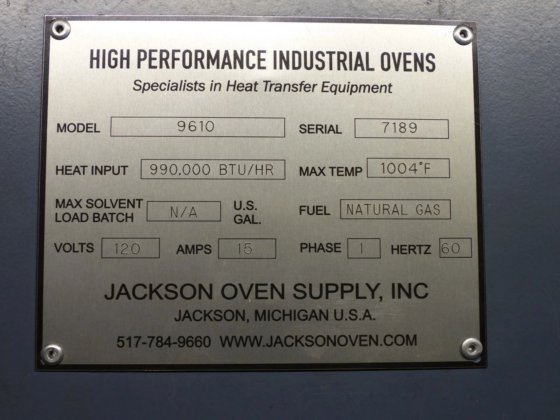 HIGH PERFORMANCE INDUSTRIAL OVENS
Specialists in Heat Transfer Equipment
MODEL 9610 SERIAL 7189
HEAT INPUT 990,000 BTU/HR MAX TEMP 1004°F
MAX SOLVENT
LOAD BATCH N/A U.S.
GAL. FUEL NATURAL GAS
VOLTS 120 AMPS 15 PHASE 1 HERTZ 60
JACKSON OVEN SUPPLY, INC
JACKSON, MICHIGAN U.S.A.
517-784-9660 WWW.JACKSONOVEN.COM